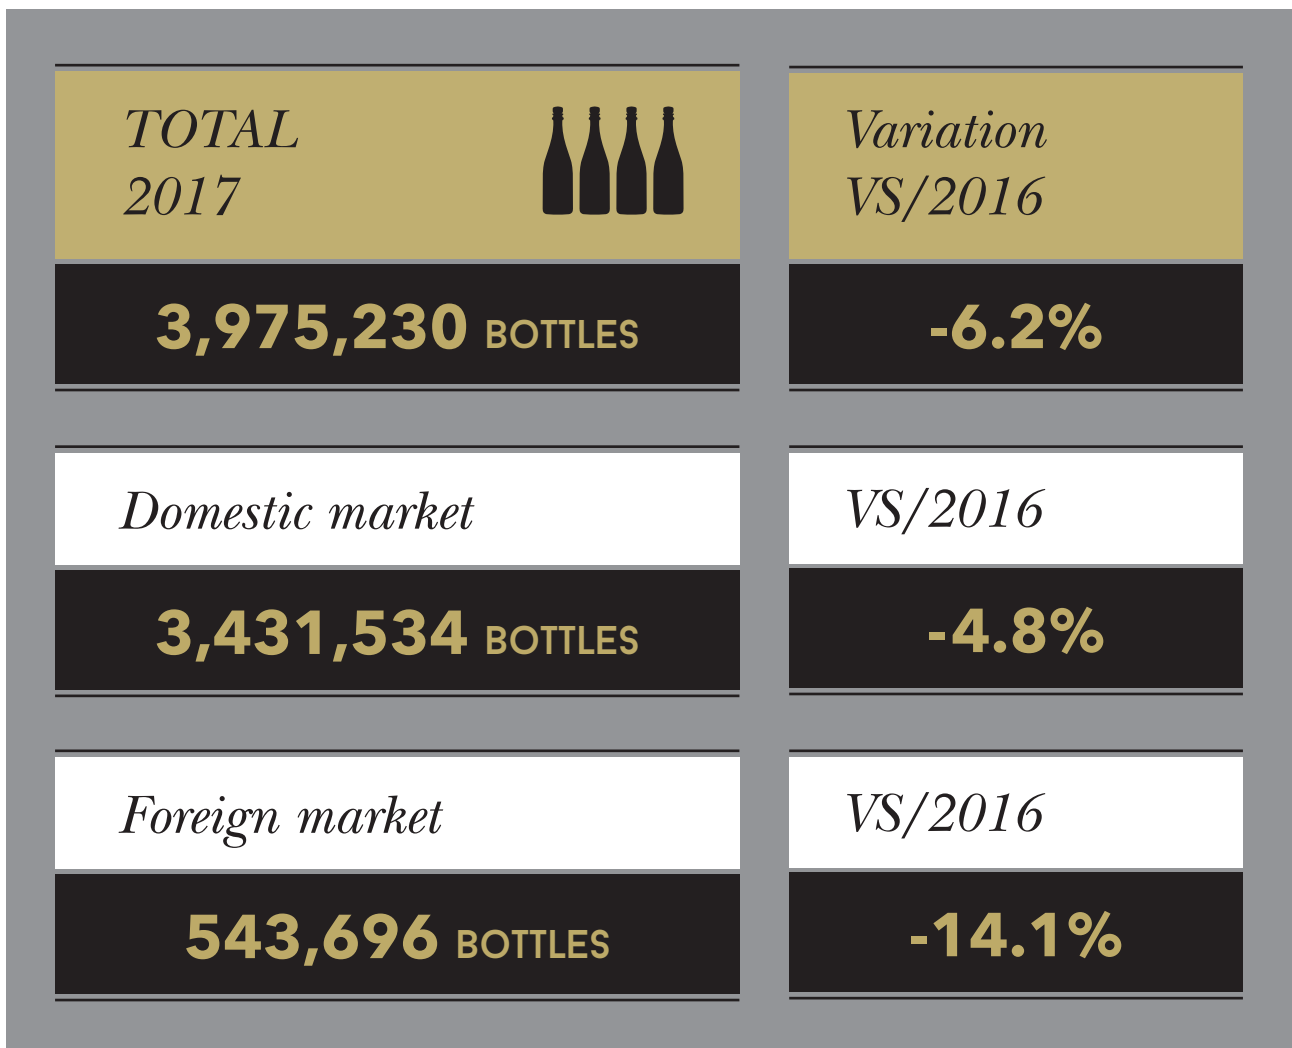 TOTAL
2017
3,975,230 BOTTLES
Variation
VS/2016
-6.2%
Domestic market
3,431,534 BOTTLES
VS/2016
-4.8%
Foreign market
543,696 BOTTLES
VS/2016
-14.1%